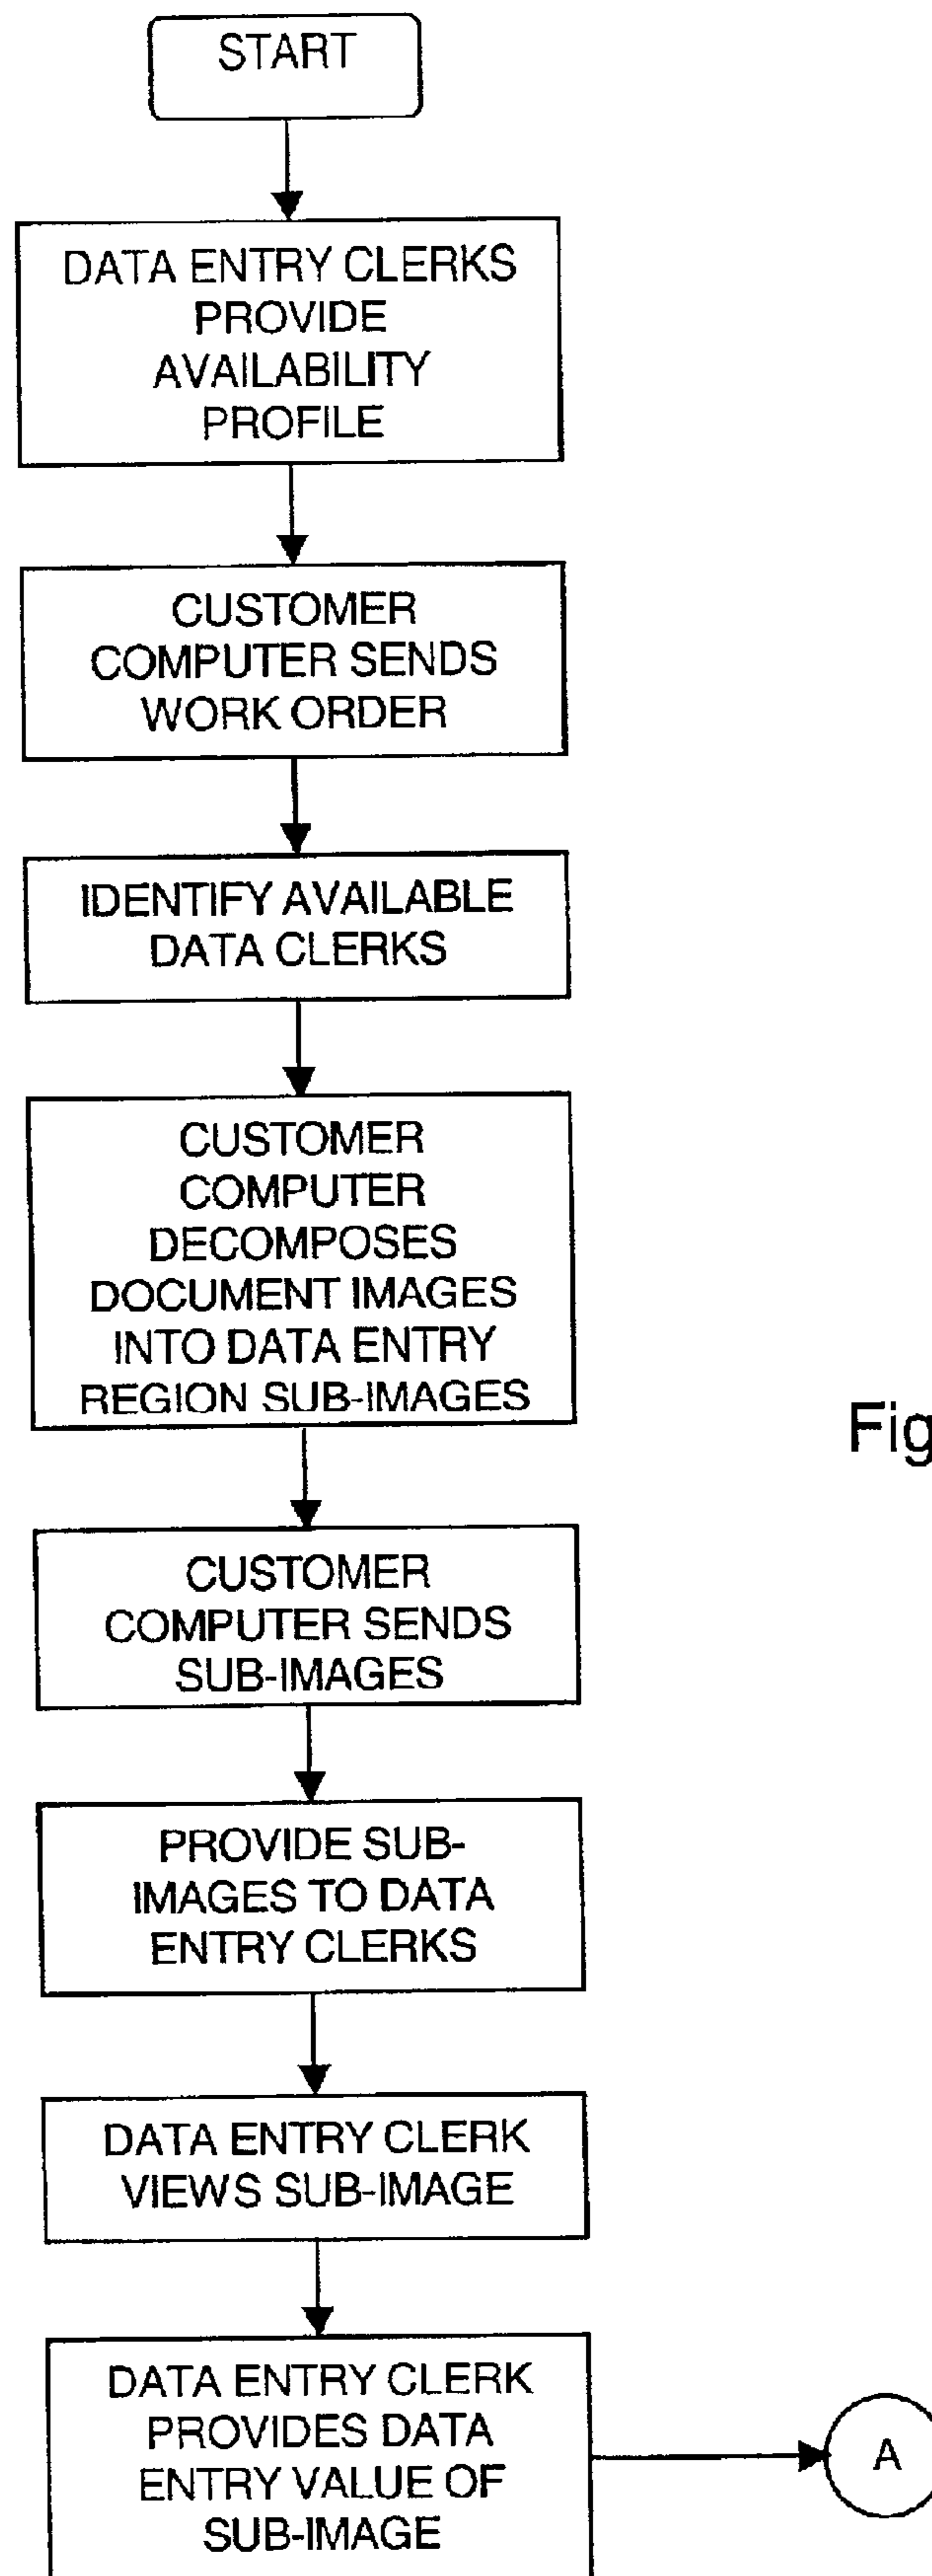 START
DATA ENTRY CLERKS
PROVIDE
AVAILABILITY
PROFILE
CUSTOMER
COMPUTER SENDS
WORK ORDER
IDENTIFY AVAILABLE
DATA CLERKS
CUSTOMER
COMPUTER
DECOMPOSES
DOCUMENT IMAGES
INTO DATA ENTRY
REGION SUB-IMAGES
Fig
CUSTOMER
COMPUTER SENDS
SUB-IMAGES
PROVIDE SUB-
IMAGES TO DATA
ENTRY CLERKS
DATA ENTRY CLERK
VIEWS SUB-IMAGE
DATA ENTRY CLERK
PROVIDES DATA
ENTRY VALUE OF
SUB-IMAGE
A